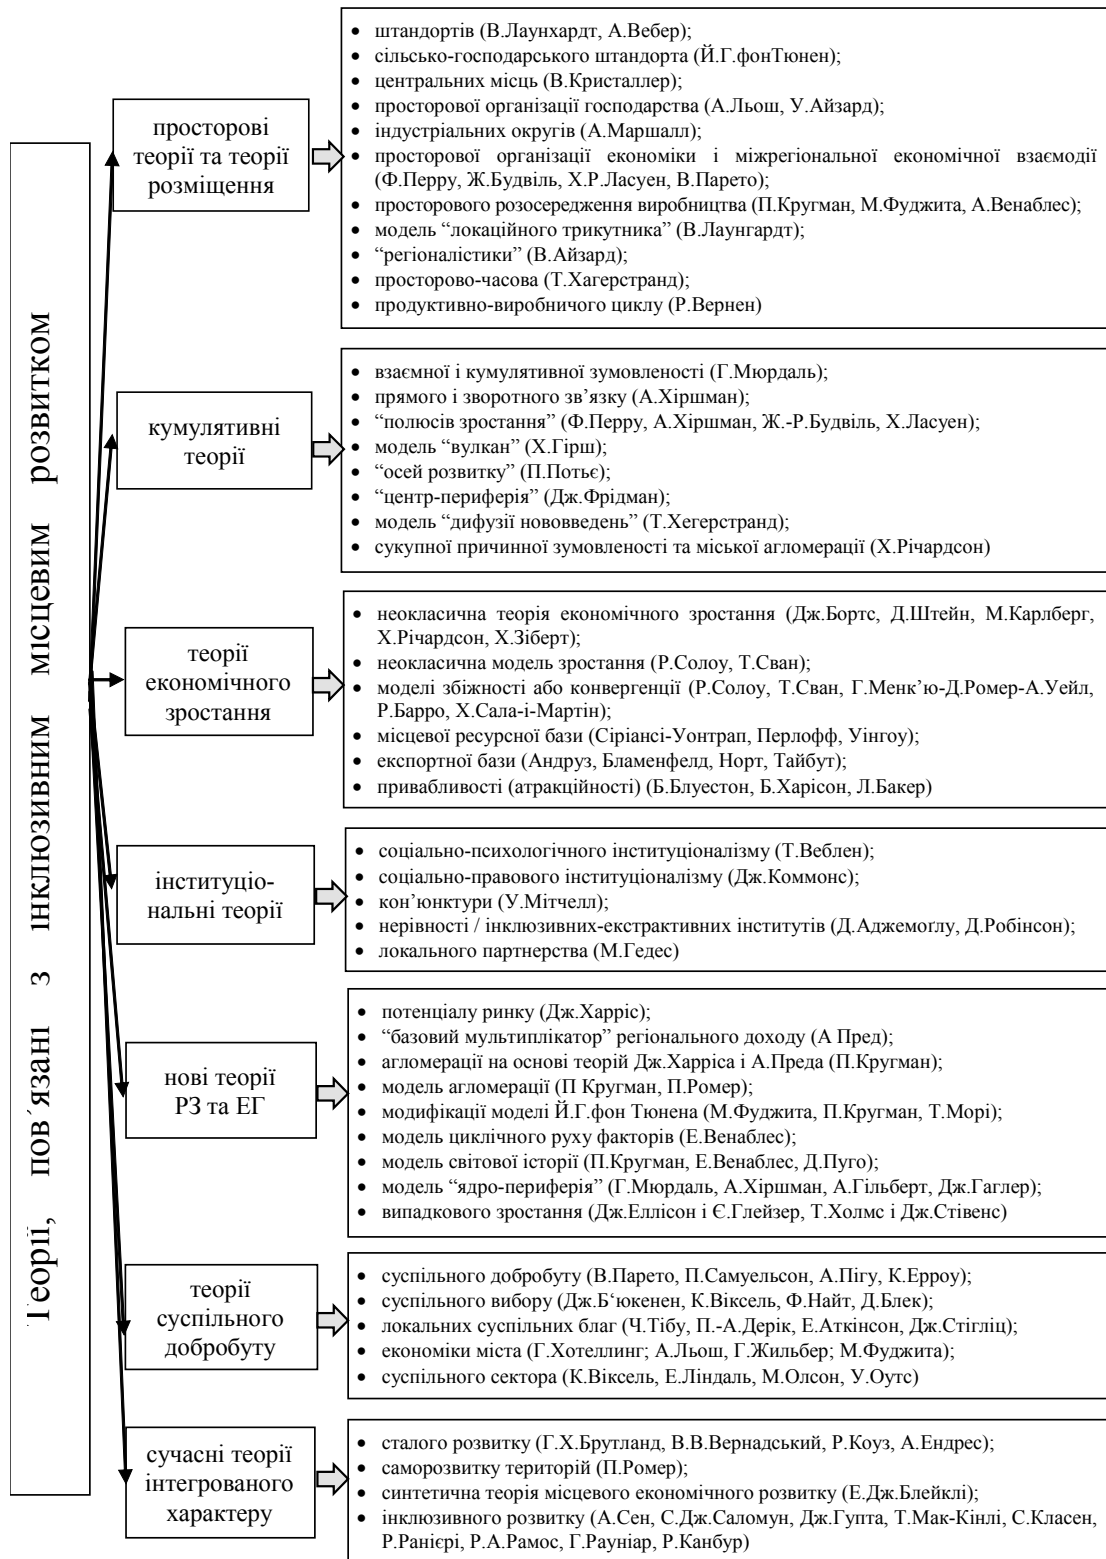 Теорії, пов´язані з інклюзивним місцевим розвитком
просторові
теорії та теорії
розміщення
• штандортів (В.Лаунхардт, А.Вебер);
• сільсько-господарського штандорта (Й.Г.фонТюнен);
• центральних місць (В.Кристаллер);
• просторової організації господарства (А.Льош, У.Айзард);
• індустріальних округів (А.Маршалл);
• просторової організації економіки і міжрегіональної економічної взаємодії
(Ф.Перру, Ж.Будвіль, Х.Р.Ласуен, В.Парето);
• просторового розосередження виробництва (П.Кругман, М.Фуджита, А.Венаблес);
• модель “локаційного трикутника” (В.Лаунгардт);
• “регіоналістики” (В.Айзард);
• просторово-часова (Т.Хагерстранд);
• продуктивно-виробничого циклу (Р.Вернен)
кумулятивні
теорії
• взаємної і кумулятивної зумовленості (Г.Мюрдаль);
• прямого і зворотного зв’язку (А.Хіршман);
• “полюсів зростання” (Ф.Перру, А.Хіршман, Ж.-Р.Будвіль, Х.Ласуен);
• модель “вулкан” (Х.Гірш);
• “осей розвитку” (П.Потьє);
• “центр-периферія” (Дж.Фрідман);
• модель “дифузії нововведень” (Т.Хегерстранд);
• сукупної причинної зумовленості та міської агломерації (Х.Річардсон)
теорії
економічного
зростання
• неокласична теорія економічного зростання (Дж.Бортс, Д.Штейн, М.Карлберг,
Х.Річардсон, Х.Зіберт);
• неокласична модель зростання (Р.Солоу, Т.Сван);
• моделі збіжності або конвергенції (Р.Солоу, Т.Сван, Г.Менк’ю-Д.Ромер-А.Уейл,
Р.Барро, Х.Сала-і-Мартін);
• місцевої ресурсної бази (Сіріансі-Уонтрап, Перлофф, Уінгоу);
• експортної бази (Андруз, Бламенфелд, Норт, Тайбут);
• привабливості (атракційності) (Б.Блуестон, Б.Харісон, Л.Бакер)
інституціо-
нальні теорії
• соціально-психологічного інституціоналізму (Т.Веблен);
• соціально-правового інституціоналізму (Дж.Коммонс);
• кон’юнктури (У.Мітчелл);
• нерівності / інклюзивних-екстрактивних інститутів (Д.Аджемоґлу, Д.Робінсон);
• локального партнерства (М.Гедес)
нові теорії
РЗ та ЕГ
• потенціалу ринку (Дж.Харріс);
• “базовий мультиплікатор” регіонального доходу (А Пред);
• агломерації на основі теорій Дж.Харріса і А.Преда (П.Кругман);
• модель агломерації (П Кругман, П.Ромер);
• модифікації моделі Й.Г.фон Тюнена (М.Фуджита, П.Кругман, Т.Морі);
• модель циклічного руху факторів (Е.Венаблес);
• модель світової історії (П.Кругман, Е.Венаблес, Д.Пуго);
• модель “ядро-периферія” (Г.Мюрдаль, А.Хіршман, А.Гільберт, Дж.Гаглер);
• випадкового зростання (Дж.Еллісон і Є.Глейзер, Т.Холмс і Дж.Стівенс)
теорії
суспільного
добробуту
• суспільного добробуту (В.Парето, П.Самуельсон, А.Пігу, К.Ерроу);
• суспільного вибору (Дж.Б‘юкенен, К.Віксель, Ф.Найт, Д.Блек);
• локальних суспільних благ (Ч.Тібу, П.-А.Дерік, Е.Аткінсон, Дж.Стігліц);
• економіки міста (Г.Хотеллинг; А.Льош, Г.Жильбер; М.Фуджита);
• суспільного сектора (К.Віксель, Е.Ліндаль, М.Олсон, У.Оутс)
сучасні теорії
інтегрованого
характеру
• сталого розвитку (Г.Х.Брутланд, В.В.Вернадський, Р.Коуз, А.Ендрес);
• саморозвитку територій (П.Ромер);
• синтетична теорія місцевого економічного розвитку (Е.Дж.Блейклі);
• інклюзивного розвитку (А.Сен, С.Дж.Саломун, Дж.Гупта, Т.Мак-Кінлі, С.Класен,
Р.Ранієрі, Р.А.Рамос, Г.Рауніар, Р.Канбур)